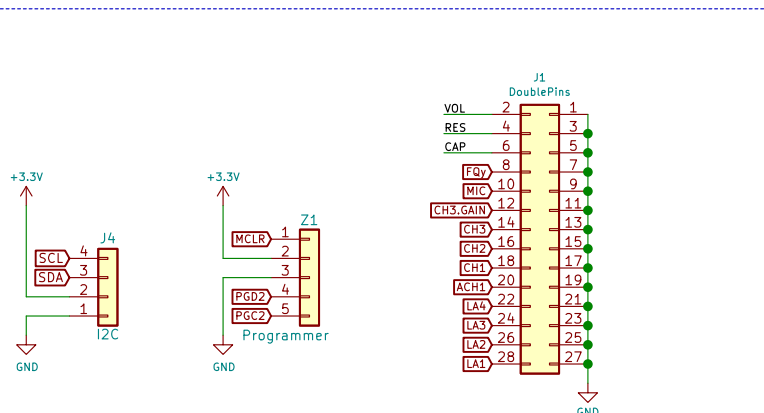 J1
DoublePins
VOL 2 1
RES 4 3
CAP 6 5
FQy 8 7
MIC 10 9
CH3.GAIN 12 11
CH3 14 13
CH2 16 15
CH1 18 17
ACH1 20 19
LA4 22 21
LA3 24 23
LA2 26 25
LA1 28 27
GND
+3.3V
J4
SCL 4
SDA 3
2
1
I2C
GND
+3.3V
Z1
MCLR 1
2
3
PGD2 4
PGC2 5
Programmer
GND